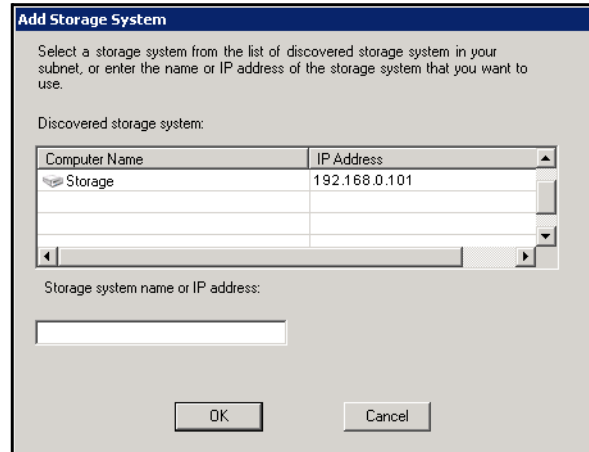 Add Storage System
Select a storage system from the list of discovered storage system in your
subnet, or enter the name or IP address of the storage system that you want to
use.
Discovered storage system:
Computer Name IP Address
Storage 192.168.0.101
Storage system name or IP address:
OK Cancel